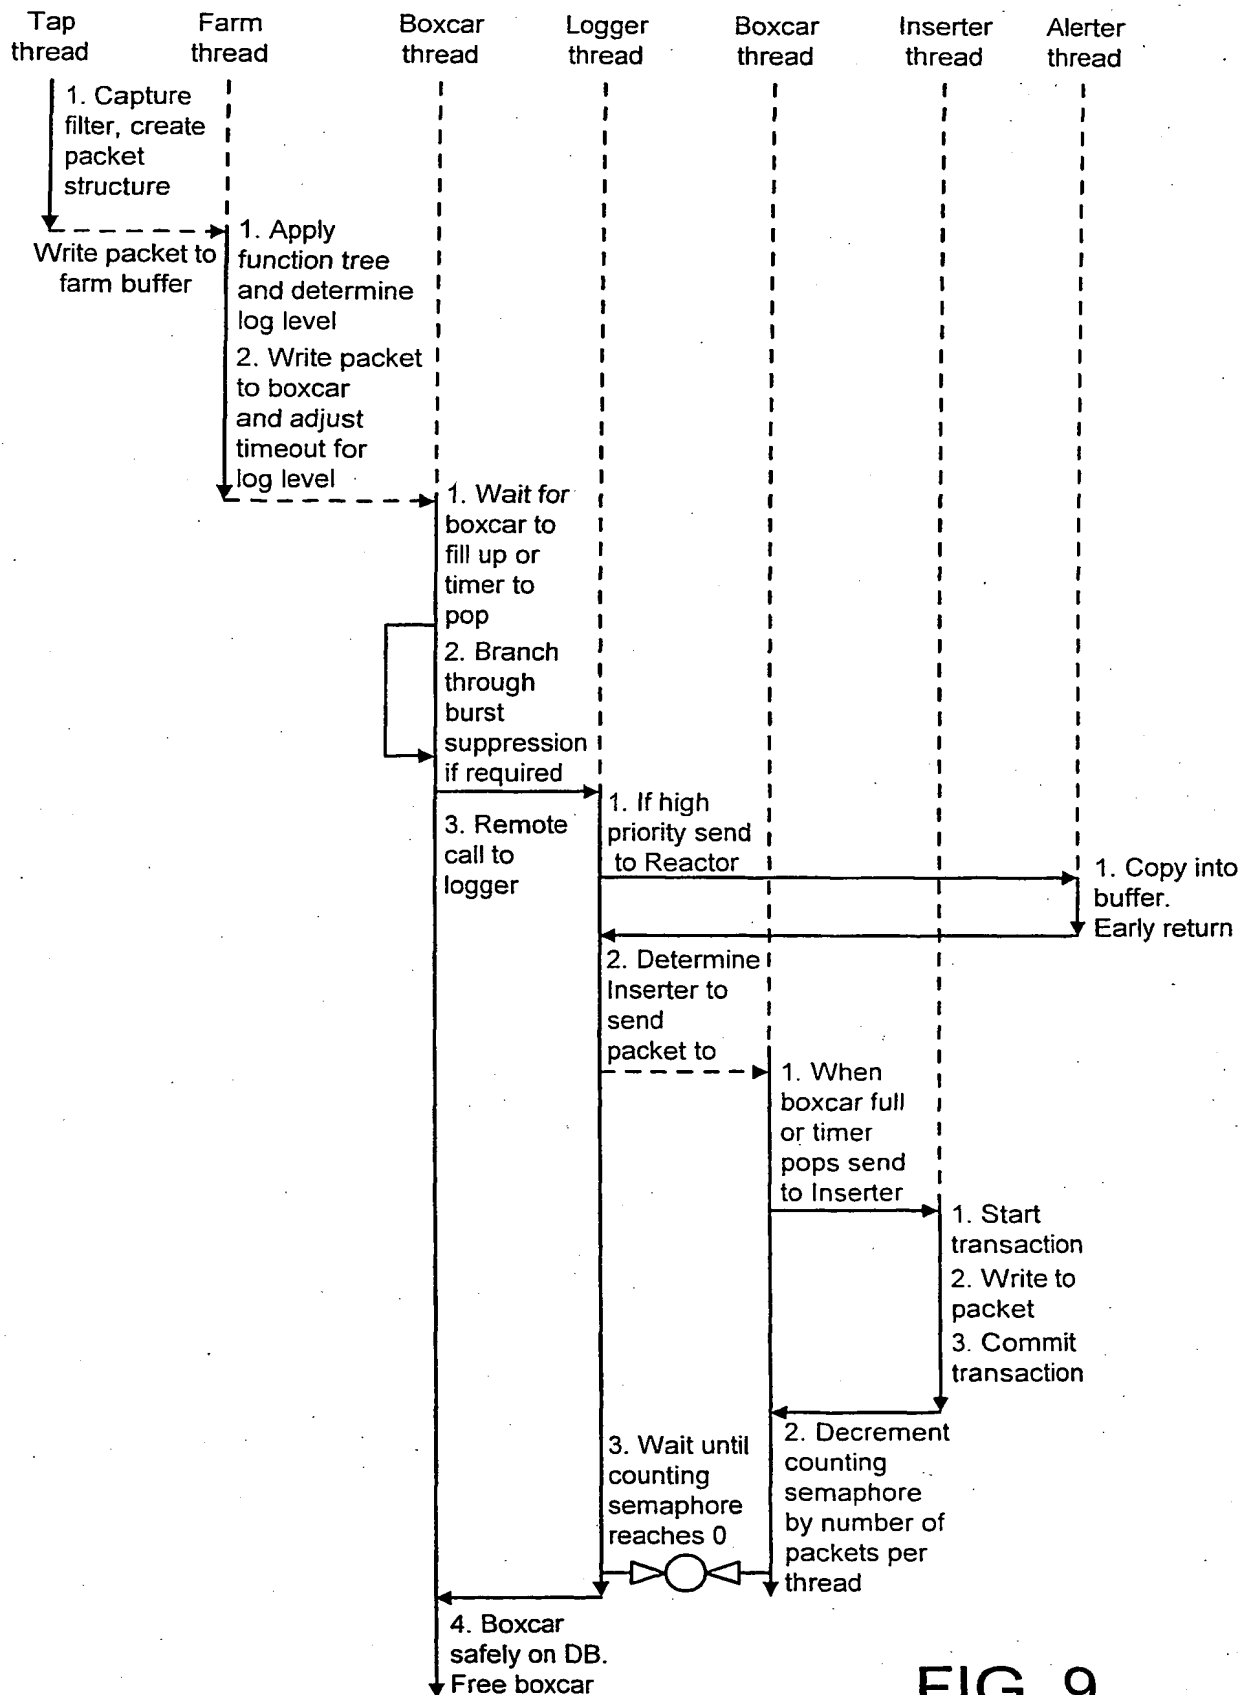 Tap
thread
Farm
thread
Boxcar
thread
Logger
thread
Boxcar
thread
Inserter
thread
Alerter
thread
1. Capture
filter, create
packet
structure
Write packet to
farm buffer
1. Apply
function tree
and determine
log level
2. Write packet
to boxcar
and adjust
timeout for
log level
1. Wait for
boxcar to
fill up or
timer to
pop
2. Branch
through
burst
suppression
if required
3. Remote
call to
logger
1. If high
priority send
to Reactor
1. Copy into
buffer.
Early return
2. Determine
Inserter to
send
packet to
1. When
boxcar full
or timer
pops send
to Inserter
1. Start
transaction
2. Write to
packet
3. Commit
transaction
2. Decrement
counting
semaphore
by number of
packets per
thread
3. Wait until
counting
semaphore
reaches 0
4. Boxcar
safely on DB.
Free boxcar
FIG. 9